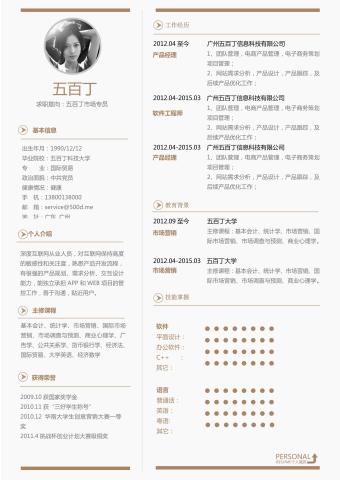 五百丁
求职意向：五百丁市场专员
基本信息
出生年月：1990/12/12
毕业院校：五百丁科技大学
专　　业：国际贸易
政治面貌：中共党员
健康情况：健康
手　机：13800138000
邮　箱：service@500d.me
地　址：广东 广州
个人介绍
深度互联网从业人员，对互联网保持高度
的敏感性和关注度，熟悉产品开发流程，
有很强的产品规划、需求分析、交互设计
能力，能独立承担 APP 和 WEB 项目的管
控工作，善于沟通，贴近用户。
主修课程
基本会计、统计学、市场营销、国际市场
营销、市场调查与预测、商业心理学、广
告学、公共关系学、货币银行学、经济法、
国际贸易、大学英语、经济数学
获得荣誉
2009.10 获国家奖学金
2010.11 获“三好学生称号”
2010.12 华南大学生创意营销大赛一等
奖
2011.4 挑战杯创业计划大赛级铜奖
工作经历
2012.04 至今 广州五百丁信息科技有限公司
产品经理 1、团队管理，电商产品管理，电子商务策划
项目管理；
2、网站需求分析，产品设计，产品跟踪，及
后续产品优化工作；
2012.04-2015.03 广州五百丁信息科技有限公司
软件工程师 1、团队管理，电商产品管理，电子商务策划
项目管理；
2、网站需求分析，产品设计，产品跟踪，及
后续产品优化工作；
2012.04-2015.03 广州五百丁信息科技有限公司
产品经理 1、团队管理，电商产品管理，电子商务策划
项目管理；
2、网站需求分析，产品设计，产品跟踪，及
后续产品优化工作；
教育背景
2012.09 至今 五百丁大学
市场营销 主修课程：基本会计、统计学、市场营销、国
际市场营销、市场调查与预测、商业心理学。
2012.04-2015.03 五百丁大学
市场营销 主修课程：基本会计、统计学、市场营销、国
际市场营销、市场调查与预测、商业心理学。
技能掌握
软件
平面设计：
办公软件：
C++　：
其它：
语言
普通话：
英语：
粤语：
其它：
PERSONAL
RESUME个人简历